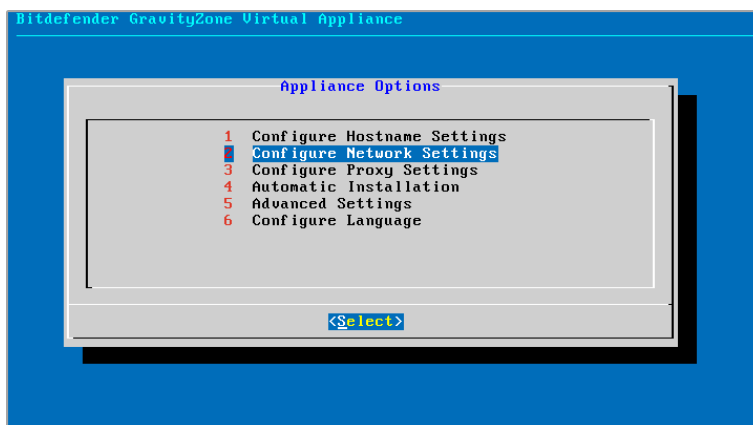 Bitdefender GravityZone Virtual Appliance
Appliance Options
1 Configure Hostname Settings
2 Configure Network Settings
3 Configure Proxy Settings
4 Automatic Installation
5 Advanced Settings
6 Configure Language
<Select>